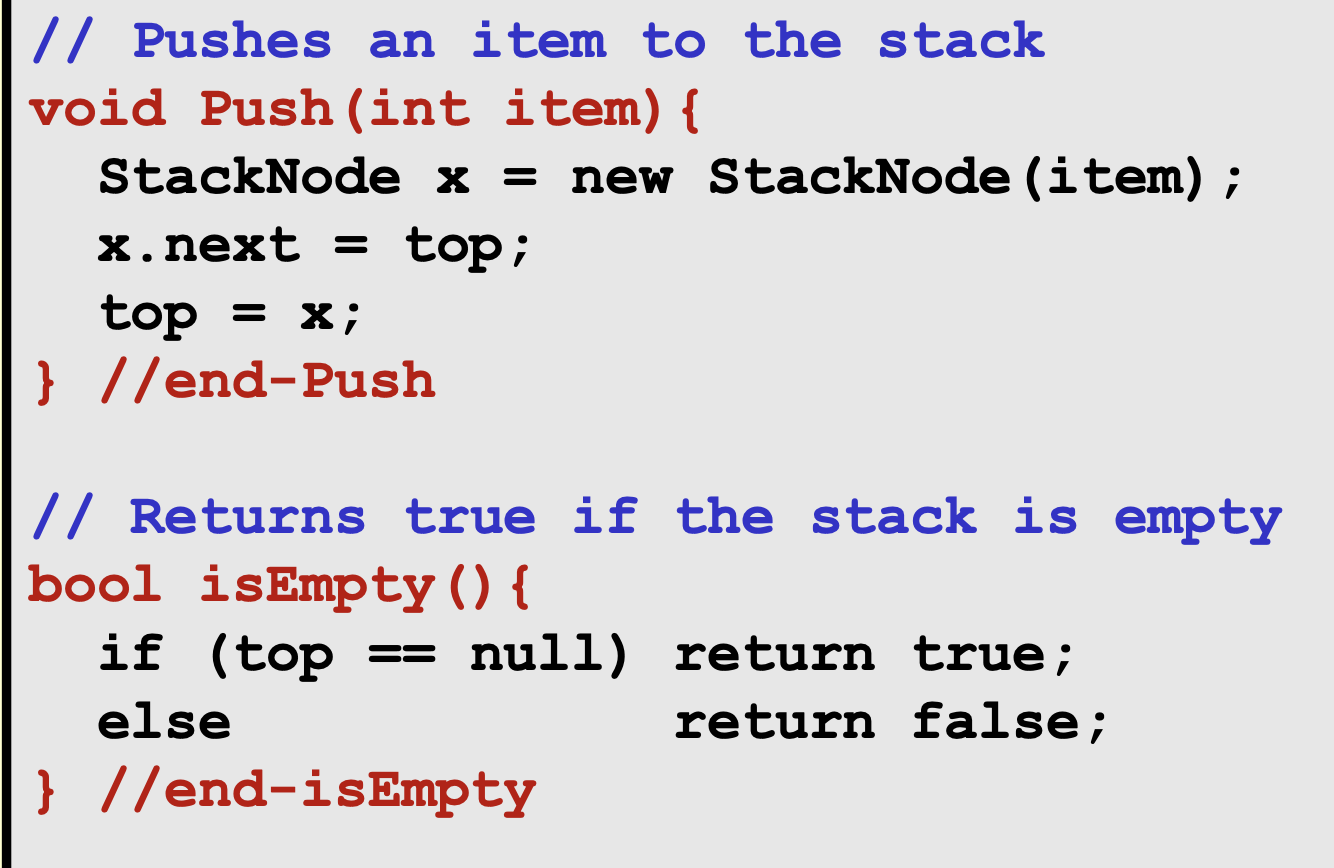 // Pushes an item to the stack
void Push(int item){
  StackNode x = new StackNode(item);
  x.next = top;
  top = x;
} //end-Push

// Returns true if the stack is empty
bool isEmpty(){
  if (top == null) return true;
  else             return false;
} //end-isEmpty